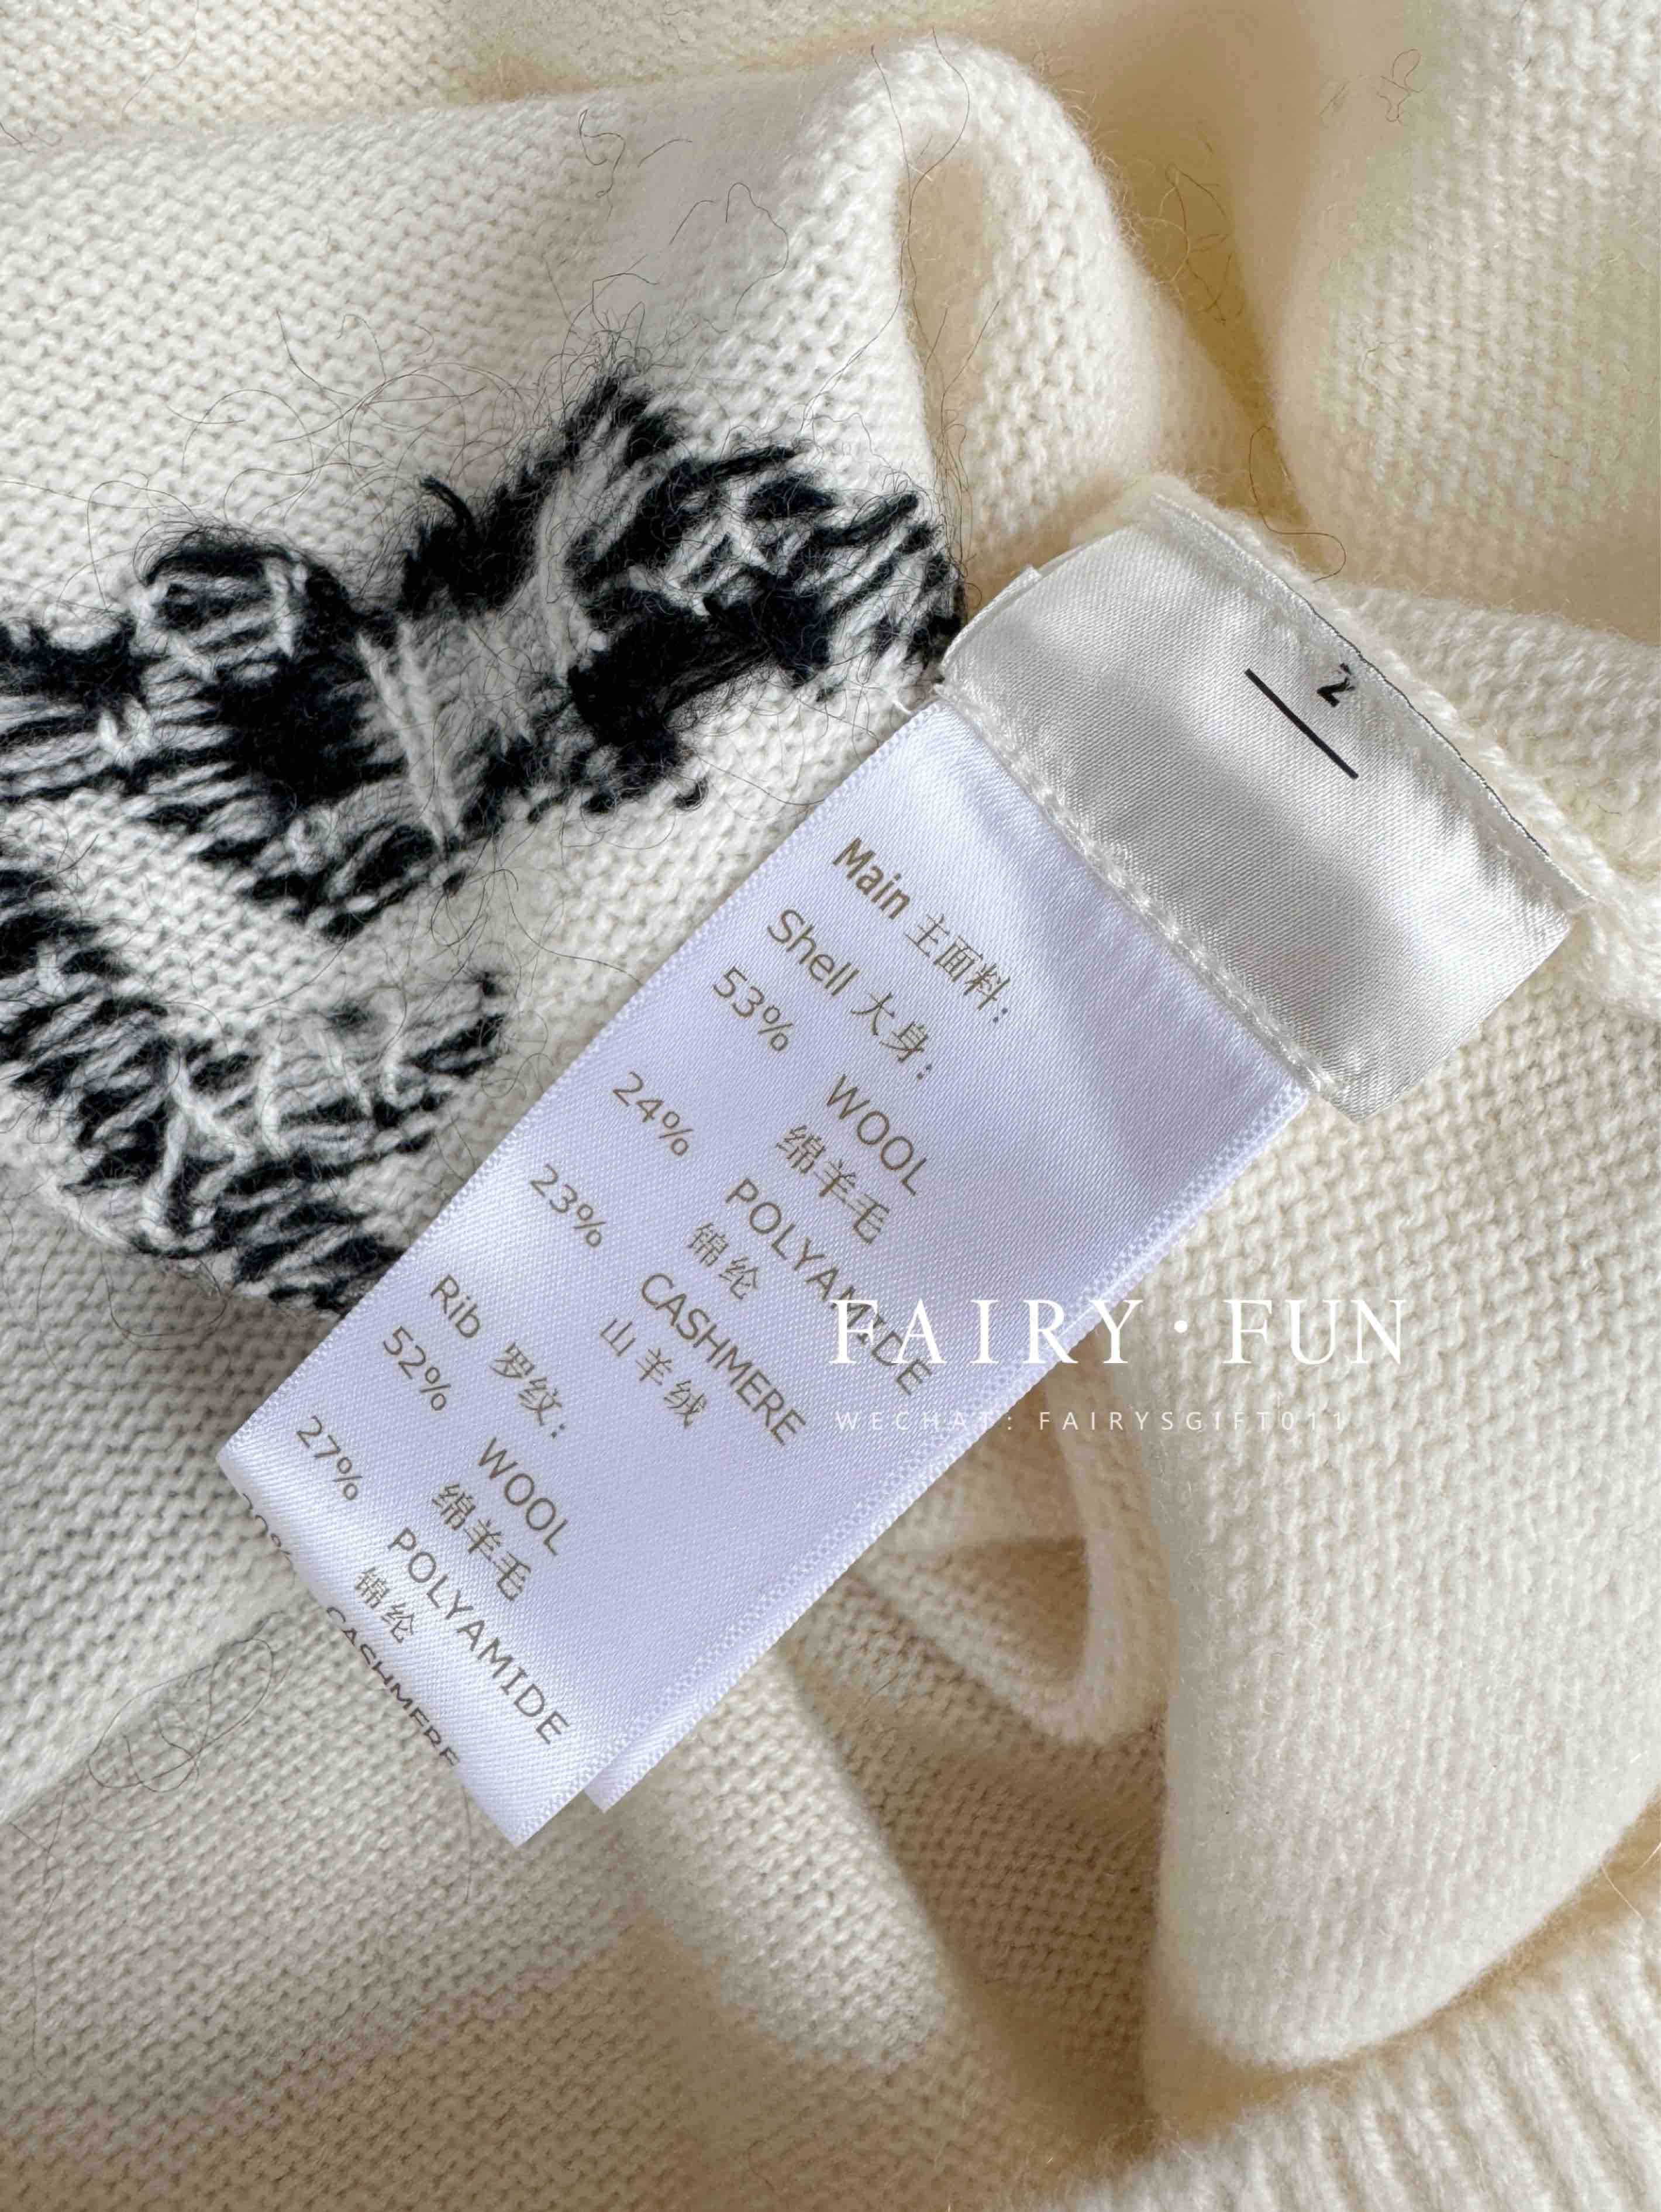 Main 主面料:
Shell 大身:
53% WOOL
绵羊毛
24% POLYAMIDE
锦纶
23% CASHMERE
山羊绒
Rib 罗纹:
52% WOOL
绵羊毛
27% POLYAMIDE
锦纶
CASHMERE
FAIRY·FUN
WECHAT: FAIRYSGIFT011